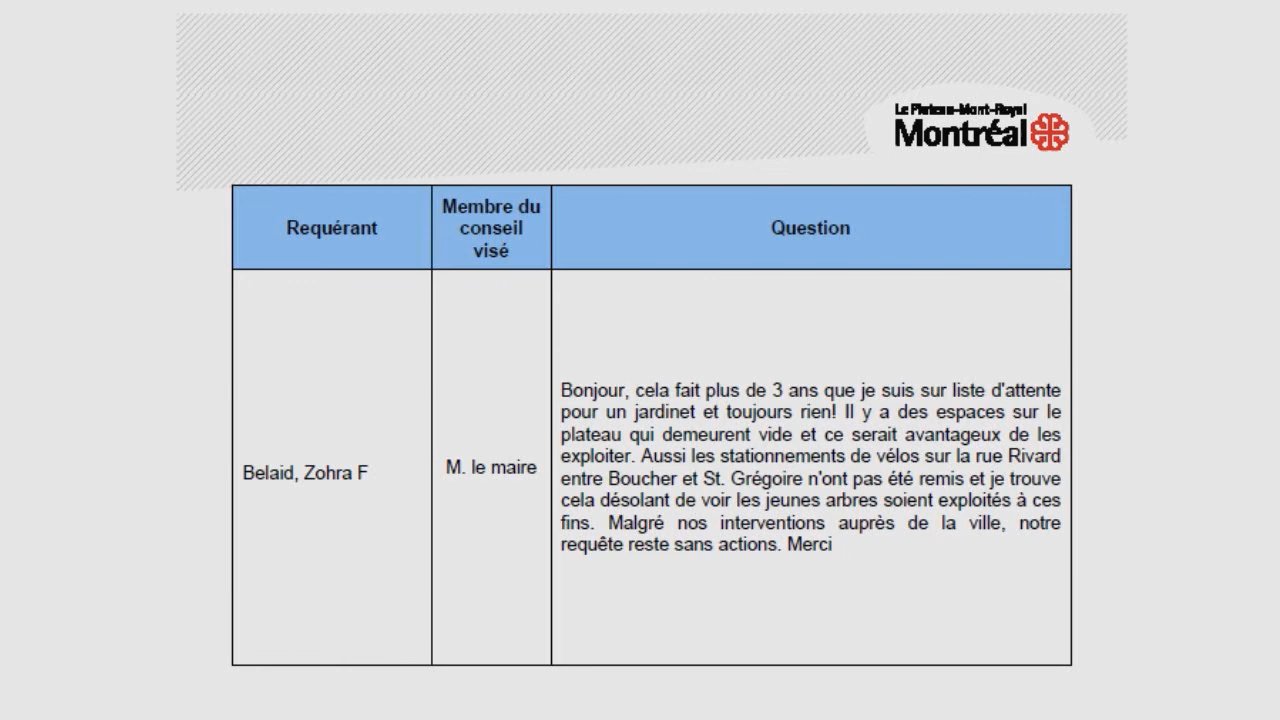 Le Plateau-Mont-Royal
Montréal
Requérant
Membre du
conseil
visé
Question
Belaid, Zohra F
M. le maire
Bonjour, cela fait plus de 3 ans que je suis sur liste d'attente
pour un jardinet et toujours rien! Il y a des espaces sur le
plateau qui demeurent vide et ce serait avantageux de les
exploiter. Aussi les stationnements de vélos sur la rue Rivard
entre Boucher et St. Grégoire n'ont pas été remis et je trouve
cela désolant de voir les jeunes arbres soient exploités à ces
fins. Malgré nos interventions auprès de la ville, notre
requête reste sans actions. Merci